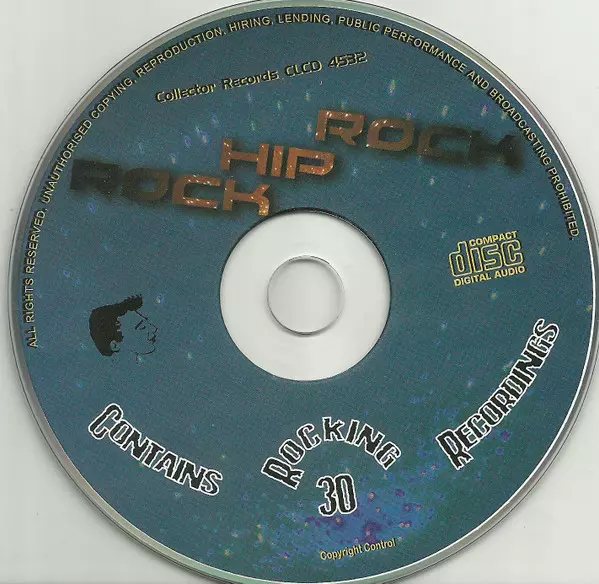 ALL RIGHTS RESERVED. UNAUTHORISED COPYING, REPRODUCTION, HIRING, LENDING, PUBLIC PERFORMANCE AND BROADCASTING PROHIBITED.
Collector Records CLCD 4532
ROCK HIP ROCK
COMPACT
disc
DIGITAL AUDIO
CONTAINS 30 ROCKING RECORDINGS
Copyright Control